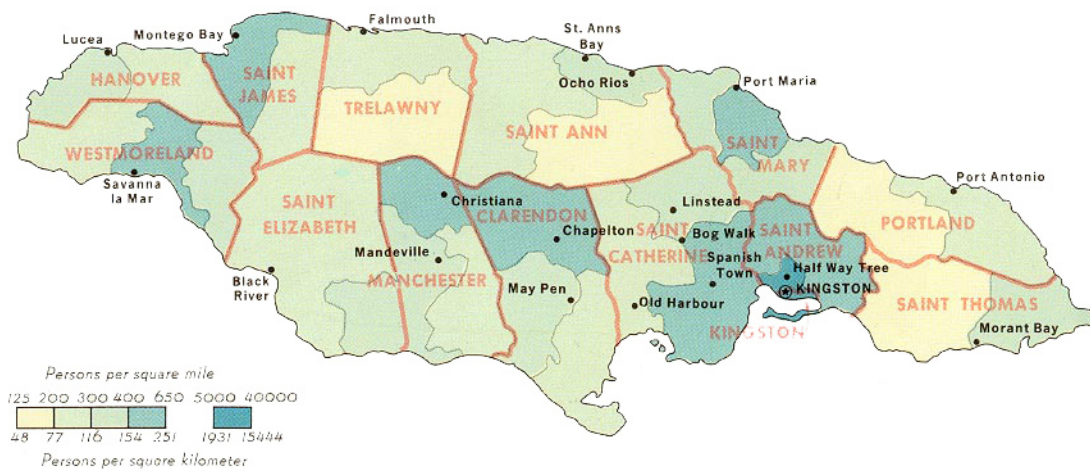 FALMOUTH
ST. ANNS
BAY
LUCEA
MONTEGO BAY
HANOVER
SAINT
JAMES
TRELAWNY
OCHO RIOS
PORT MARIA
SAINT ANN
SAINT
MARY
WESTMORELAND
SAVANNA
LA MAR
SAINT
ELIZABETH
CHRISTIANA
CLARENDON
LINSTEAD
PORT ANTONIO
PORTLAND
CHAPELTON
SAINT
CATHERINE
BOG WALK
SAINT
ANDREW
MANDEVILLE
MANCHESTER
SPANISH
TOWN
HALF WAY TREE
KINGSTON
BLACK
RIVER
MAY PEN
OLD HARBOUR
KINGSTON
SAINT THOMAS
MORANT BAY
Persons per square mile
125 200 300 400 650 5000 40000
48 77 116 154 251 1931 15444
Persons per square kilometer